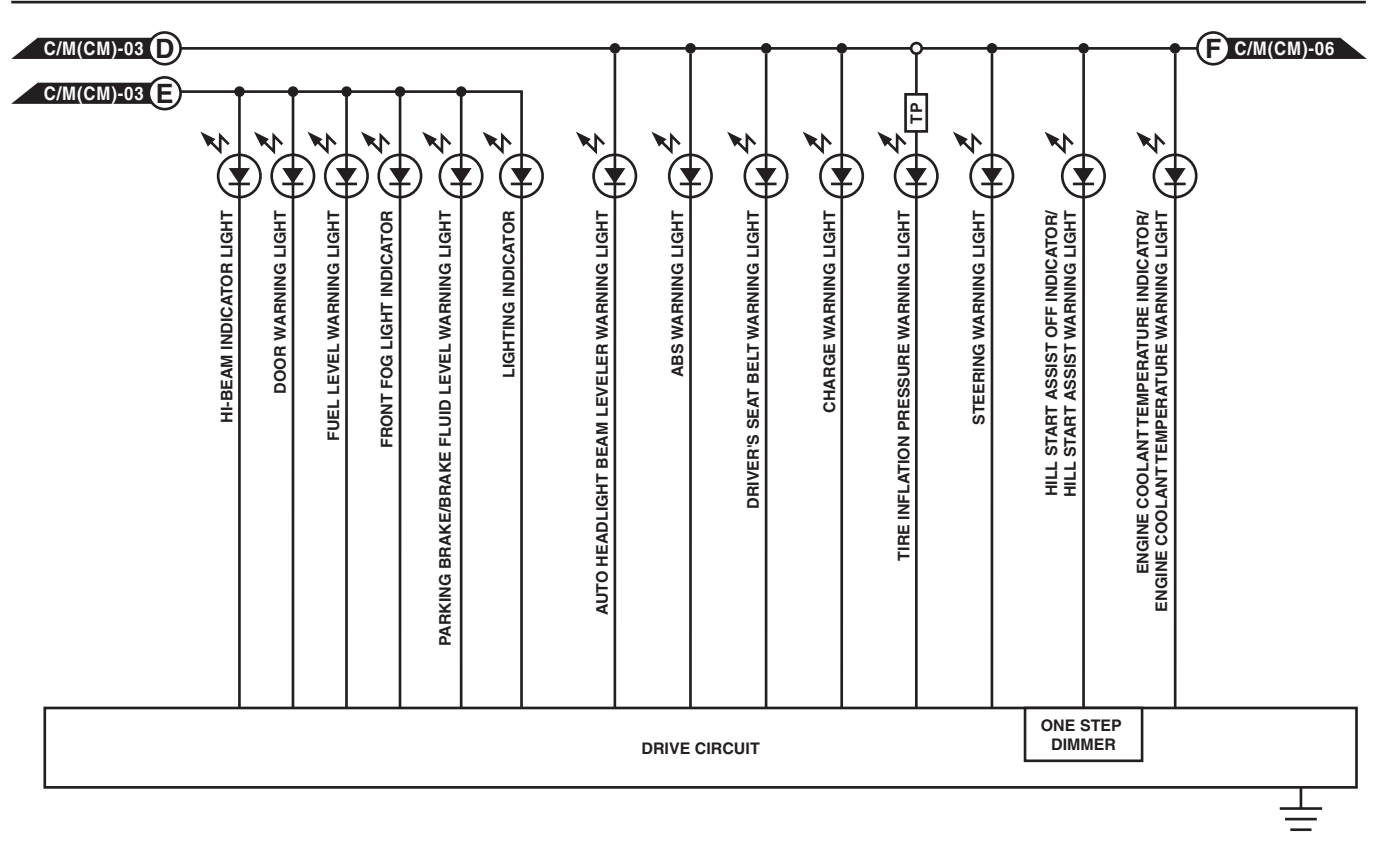 C/M(CM)-03 D
F C/M(CM)-06
C/M(CM)-03 E
TP
HI-BEAM INDICATOR LIGHT
DOOR WARNING LIGHT
FUEL LEVEL WARNING LIGHT
FRONT FOG LIGHT INDICATOR
PARKING BRAKE/BRAKE FLUID LEVEL WARNING LIGHT
LIGHTING INDICATOR
AUTO HEADLIGHT BEAM LEVELER WARNING LIGHT
ABS WARNING LIGHT
DRIVER'S SEAT BELT WARNING LIGHT
CHARGE WARNING LIGHT
TIRE INFLATION PRESSURE WARNING LIGHT
STEERING WARNING LIGHT
HILL START ASSIST OFF INDICATOR/
HILL START ASSIST WARNING LIGHT
ENGINE COOLANT TEMPERATURE INDICATOR/
ENGINE COOLANT TEMPERATURE WARNING LIGHT
DRIVE CIRCUIT
ONE STEP
DIMMER